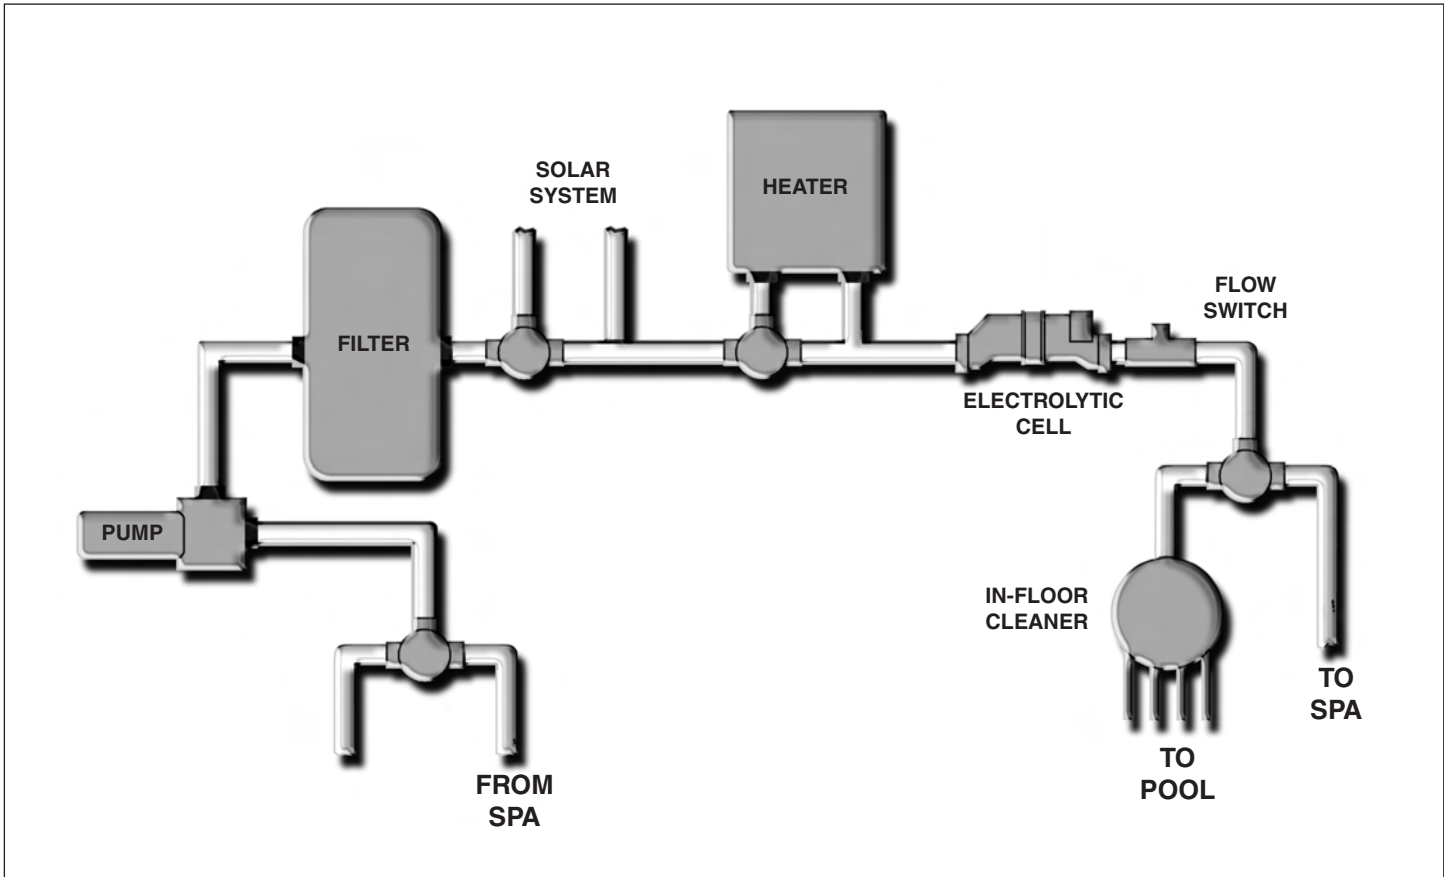 SOLAR
SYSTEM
HEATER
FLOW
SWITCH
FILTER
ELECTROLYTIC
CELL
PUMP
IN-FLOOR
CLEANER
TO
SPA
TO
POOL
FROM
SPA